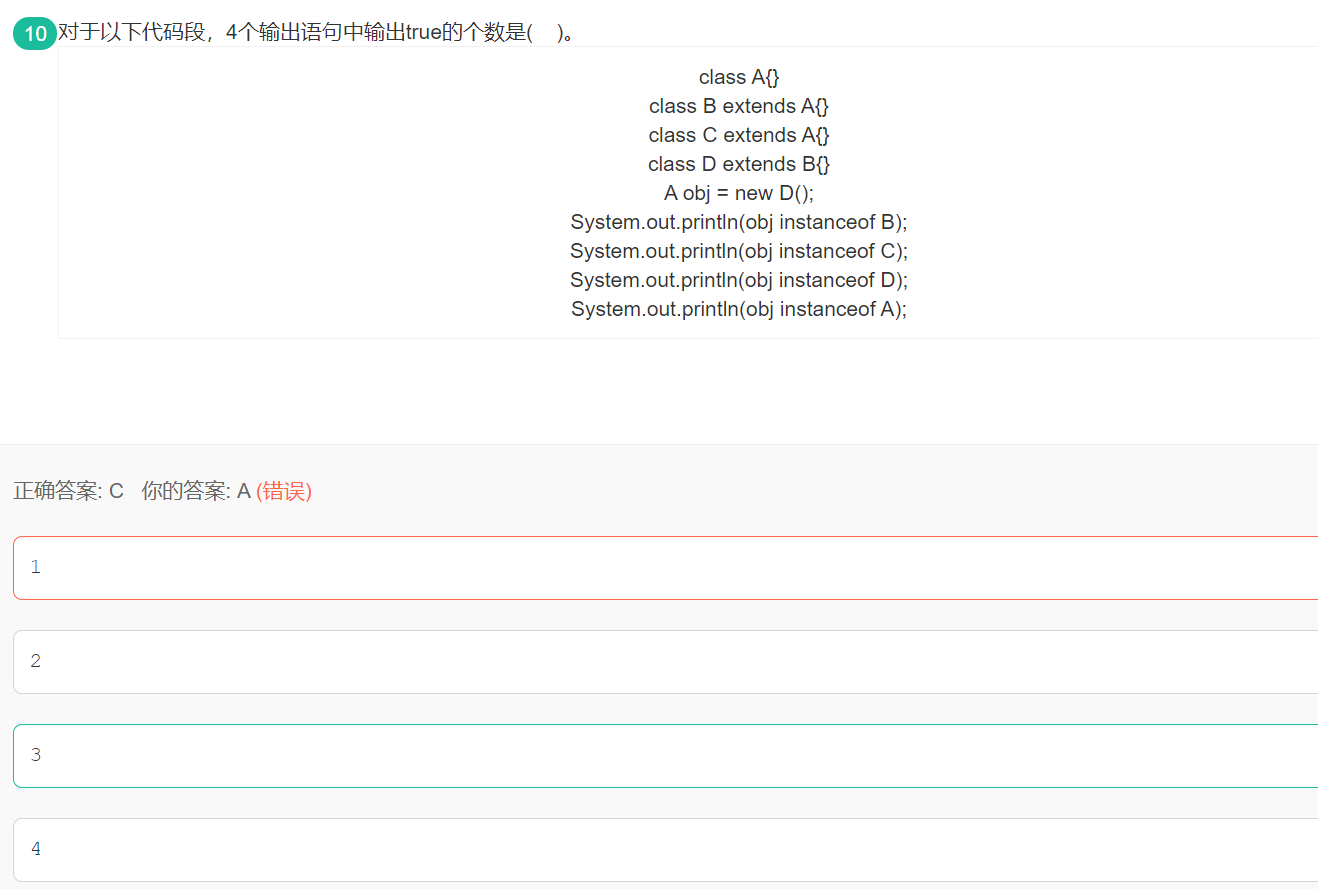 10 对于以下代码段，4个输出语句中输出true的个数是(    )。
class A{}
class B extends A{}
class C extends A{}
class D extends B{}
A obj = new D();
System.out.println(obj instanceof B);
System.out.println(obj instanceof C);
System.out.println(obj instanceof D);
System.out.println(obj instanceof A);
正确答案: C 你的答案: A (错误)
1
2
3
4